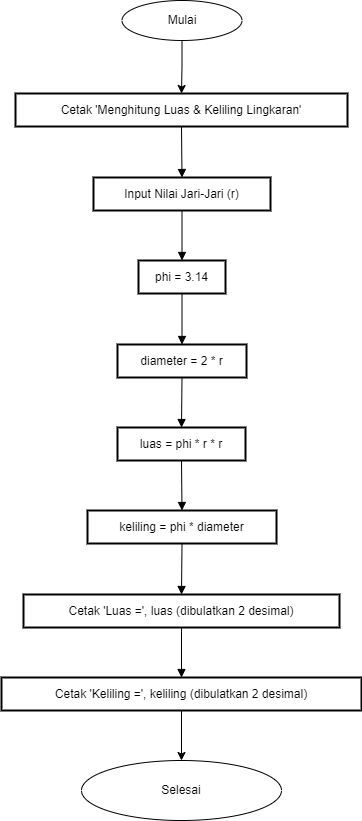 Mulai
Cetak 'Menghitung Luas & Keliling Lingkaran'
Input Nilai Jari-Jari (r)
phi = 3.14
diameter = 2 * r
luas = phi * r * r
keliling = phi * diameter
Cetak 'Luas =', luas (dibulatkan 2 desimal)
Cetak 'Keliling =', keliling (dibulatkan 2 desimal)
Selesai